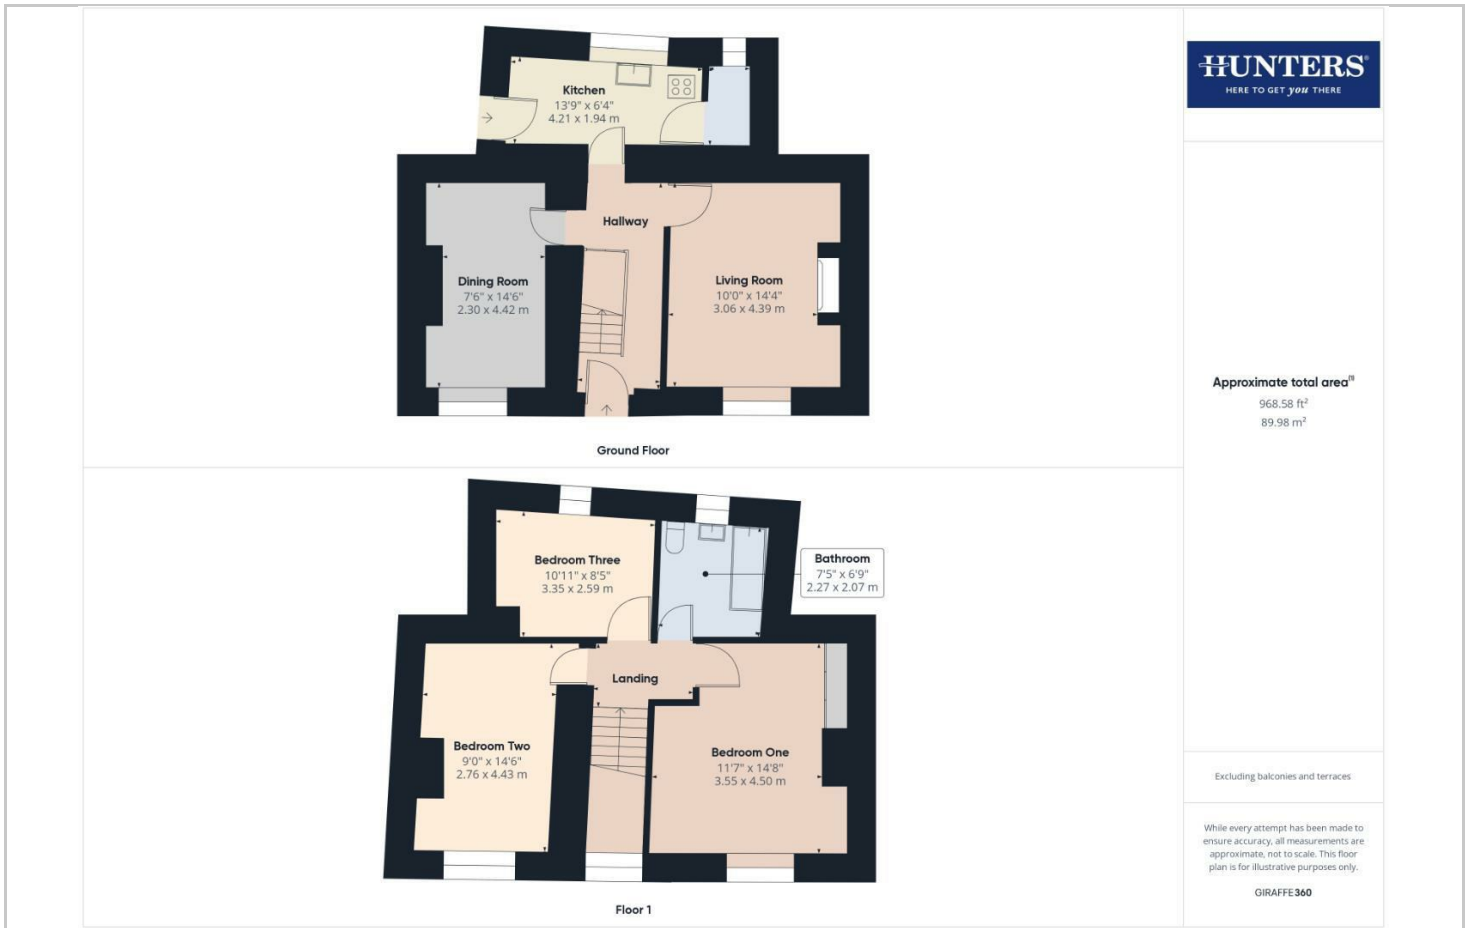 Kitchen
13'9" x 6'4"
4.21 x 1.94 m
Hallway
Dining Room
7'6" x 14'6"
2.30 x 4.42 m
Living Room
10'0" x 14'4"
3.06 x 4.39 m
Ground Floor
Bedroom Three
10'11" x 8'5"
3.35 x 2.59 m
Bathroom
7'5" x 6'9"
2.27 x 2.07 m
Landing
Bedroom Two
9'0" x 14'6"
2.76 x 4.43 m
Bedroom One
11'7" x 14'8"
3.55 x 4.50 m
Floor 1
HUNTERS®
HERE TO GET you THERE
Approximate total area⁽¹⁾
968.58 ft²
89.98 m²
Excluding balconies and terraces
While every attempt has been made to
ensure accuracy, all measurements are
approximate, not to scale. This floor
plan is for illustrative purposes only.
GIRAFFE360